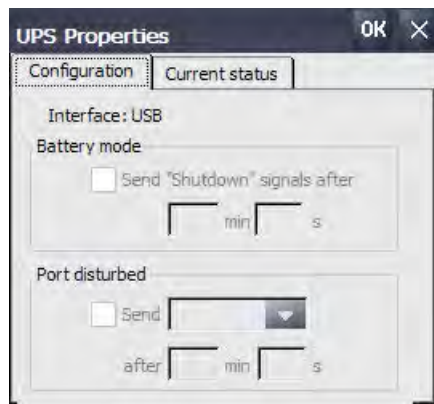 UPS Properties OK
Configuration Current status
Interface: USB
Battery mode
Send "Shutdown" signals after
min s
Port disturbed
Send
after min s